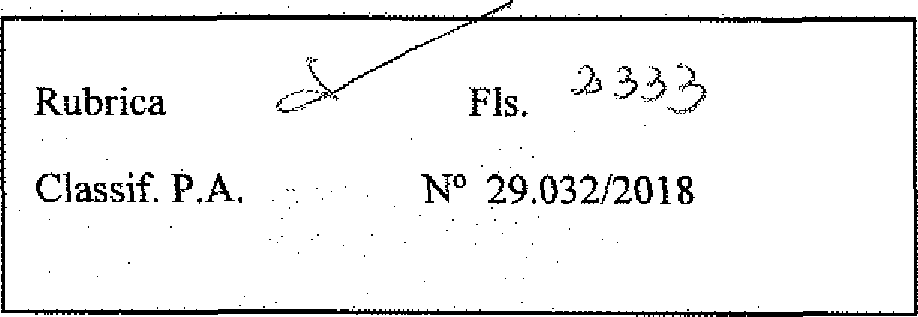 Rubrica Fls. 2333
Classif. P.A. Nº 29.032/2018